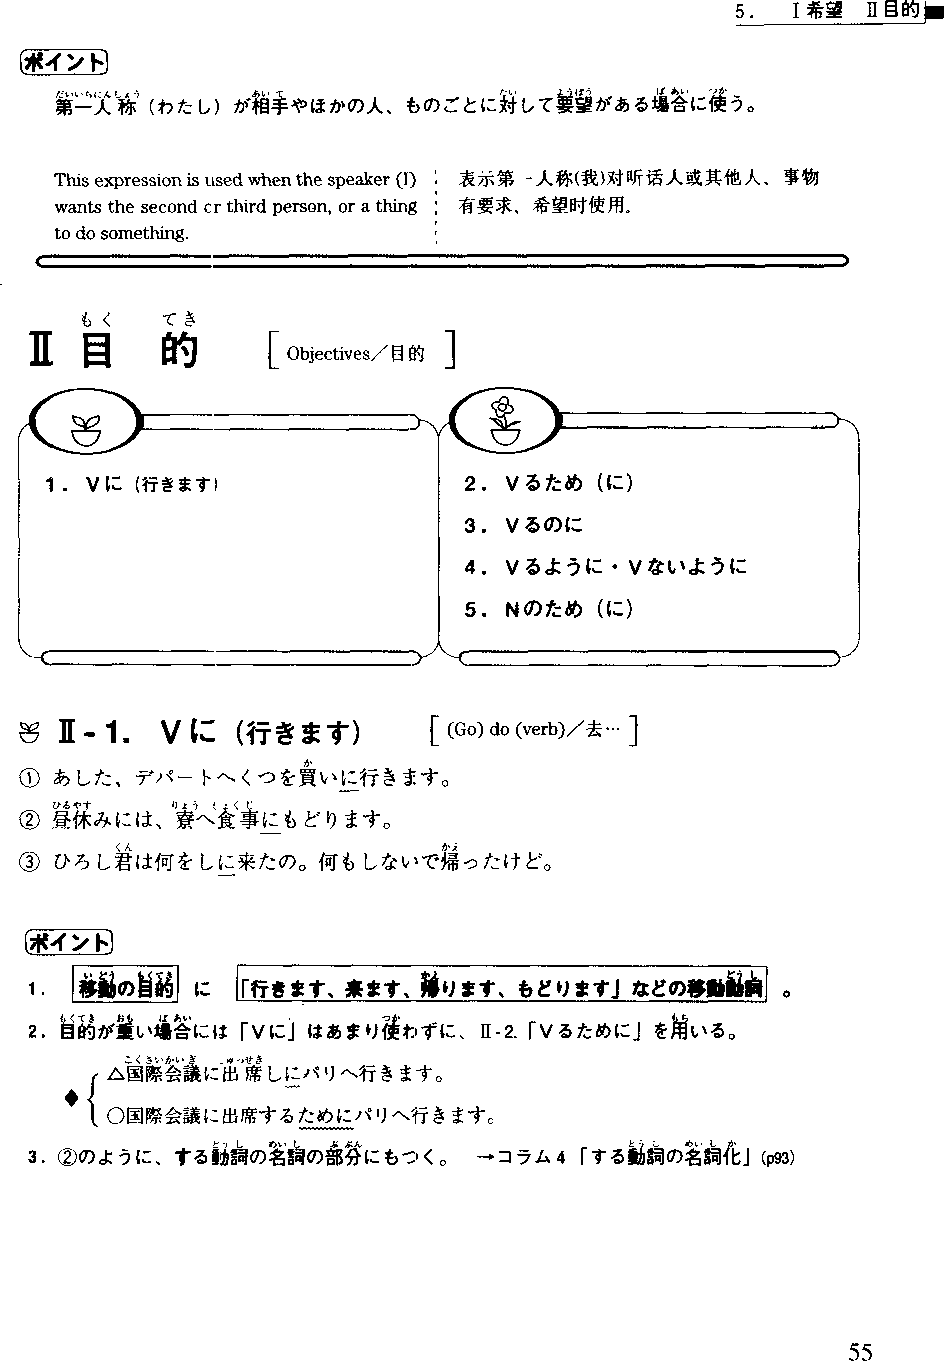 5. Ⅰ希望 Ⅱ目的
ポイント
第一人称（わたし）が相手やほかの人、ものごとに対して要望がある場合に使う。
This expression is used when the speaker (I)
wants the second or third person, or a thing
to do something.
表示第一人称(我)对听话人或其他人、事物
有要求、希望时使用。
Ⅱ 目的 [Objectives／目的]
1. Vに（行きます）
2. Vるため（に）
3. Vるのに
4. Vるように・Vないように
5. Nのため（に）
Ⅱ-1. Vに（行きます） [(Go) do (verb)／去…]
① あした、デパートへくつを買いに行きます。
② 昼休みには、寮へ食事にもどります。
③ ひろし君は何をしに来たの。何もしないで帰ったけど。
ポイント
1. 移動の目的 に 「行きます、来ます、帰ります、もどります」などの移動動詞 。
2. 目的が重い場合には「Vに」はあまり使わずに、Ⅱ-2.「Vるために」を用いる。
◆ △国際会議に出席しにパリへ行きます。
○国際会議に出席するためにパリへ行きます。
3. ②のように、する動詞の名詞の部分にもつく。 →コラム4「する動詞の名詞化」(p93)
55